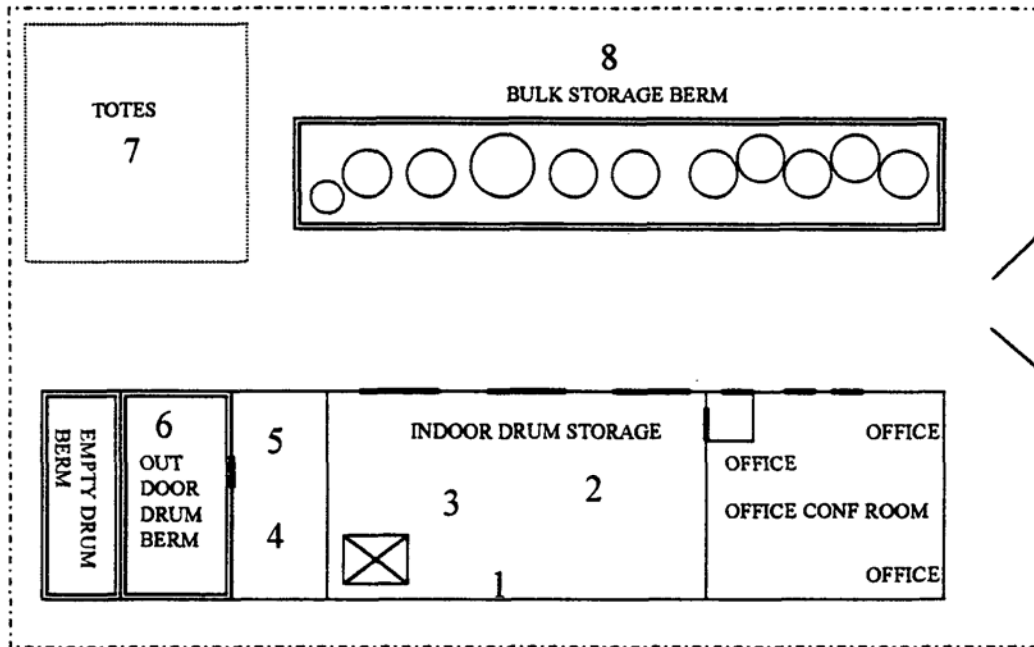 8
BULK STORAGE BERM
TOTES
7
EMPTY DRUM
BERM
6
OUT
DOOR
DRUM
BERM
5
4
INDOOR DRUM STORAGE
3
2
1
OFFICE
OFFICE
OFFICE CONF ROOM
OFFICE